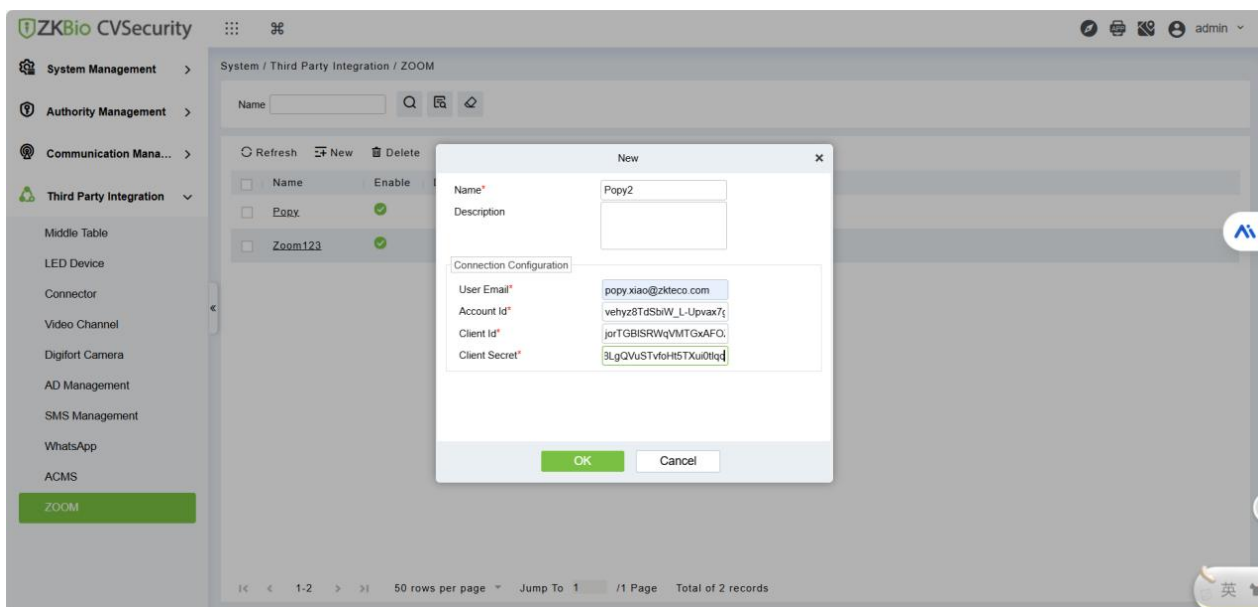 ZKBio CVSecurity
admin
System Management
Authority Management
Communication Mana...
Third Party Integration
Middle Table
LED Device
Connector
Video Channel
Digifort Camera
AD Management
SMS Management
WhatsApp
ACMS
ZOOM
System / Third Party Integration / ZOOM
Name
Refresh New Delete
Name Enable
Popy
Zoom123
New
Name* Popy2
Description
Connection Configuration
User Email* popy.xiao@zkteco.com
Account Id*
Client Id*
Client Secret*
OK Cancel
1-2 50 rows per page Jump To 1 /1 Page Total of 2 records
英